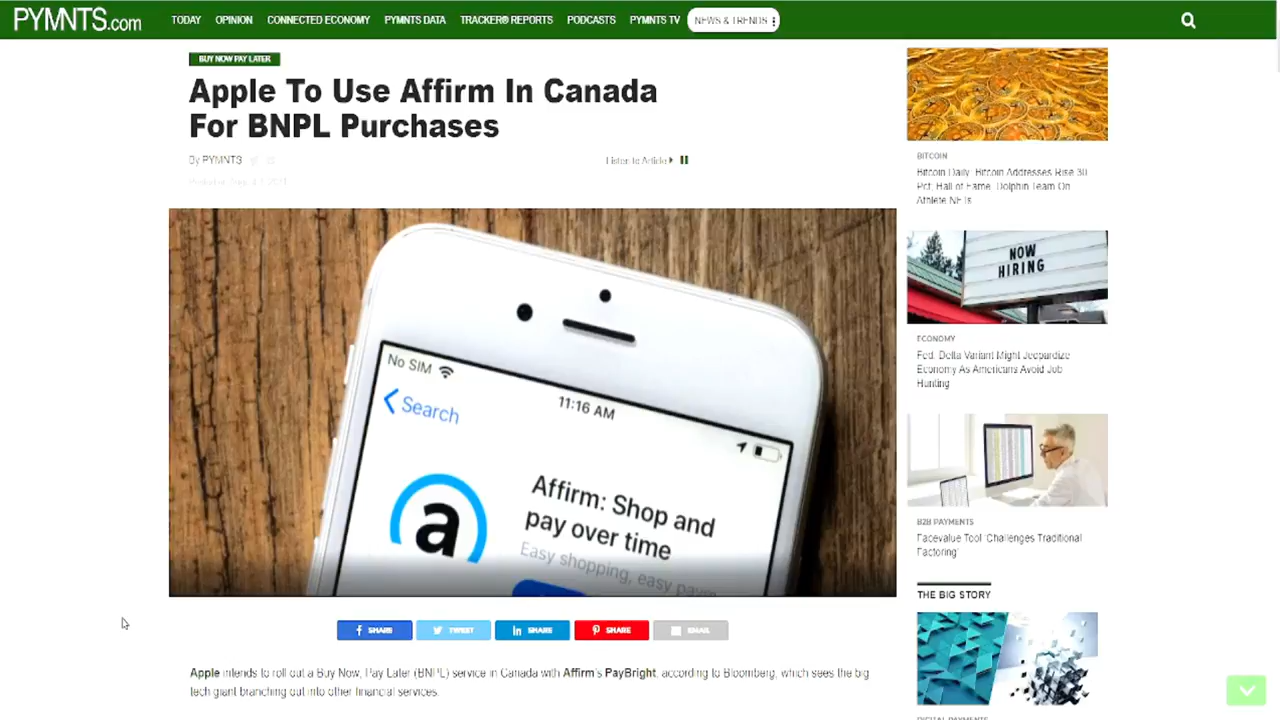 PYMNTS.com
TODAY OPINION CONNECTED ECONOMY PYMNTS DATA TRACKER® REPORTS PODCASTS PYMNTS TV NEWS & TRENDS
BUY NOW PAY LATER
Apple To Use Affirm In Canada
For BNPL Purchases
By PYMNTS
Listen to Article
No SIM
11:16 AM
Search
Affirm: Shop and
pay over time
Easy shopping, easy
a
SHARE TWEET SHARE SHARE EMAIL
Apple intends to roll out a Buy Now, Pay Later (BNPL) service in Canada with Affirm's PayBright, according to Bloomberg, which sees the big
tech giant branching out into other financial services.
BITCOIN
Bitcoin Daily: Bitcoin Addresses Rise 30
Pct; Hall of Fame, Dolphin Team On
Athlete NFTs
NOW
HIRING
ECONOMY
Fed: Delta Variant Might Jeopardize
Economy As Americans Avoid Job
Hunting
B2B PAYMENTS
Facevalue Tool Challenges Traditional
Factoring
THE BIG STORY
DIGITAL PAYMENTS